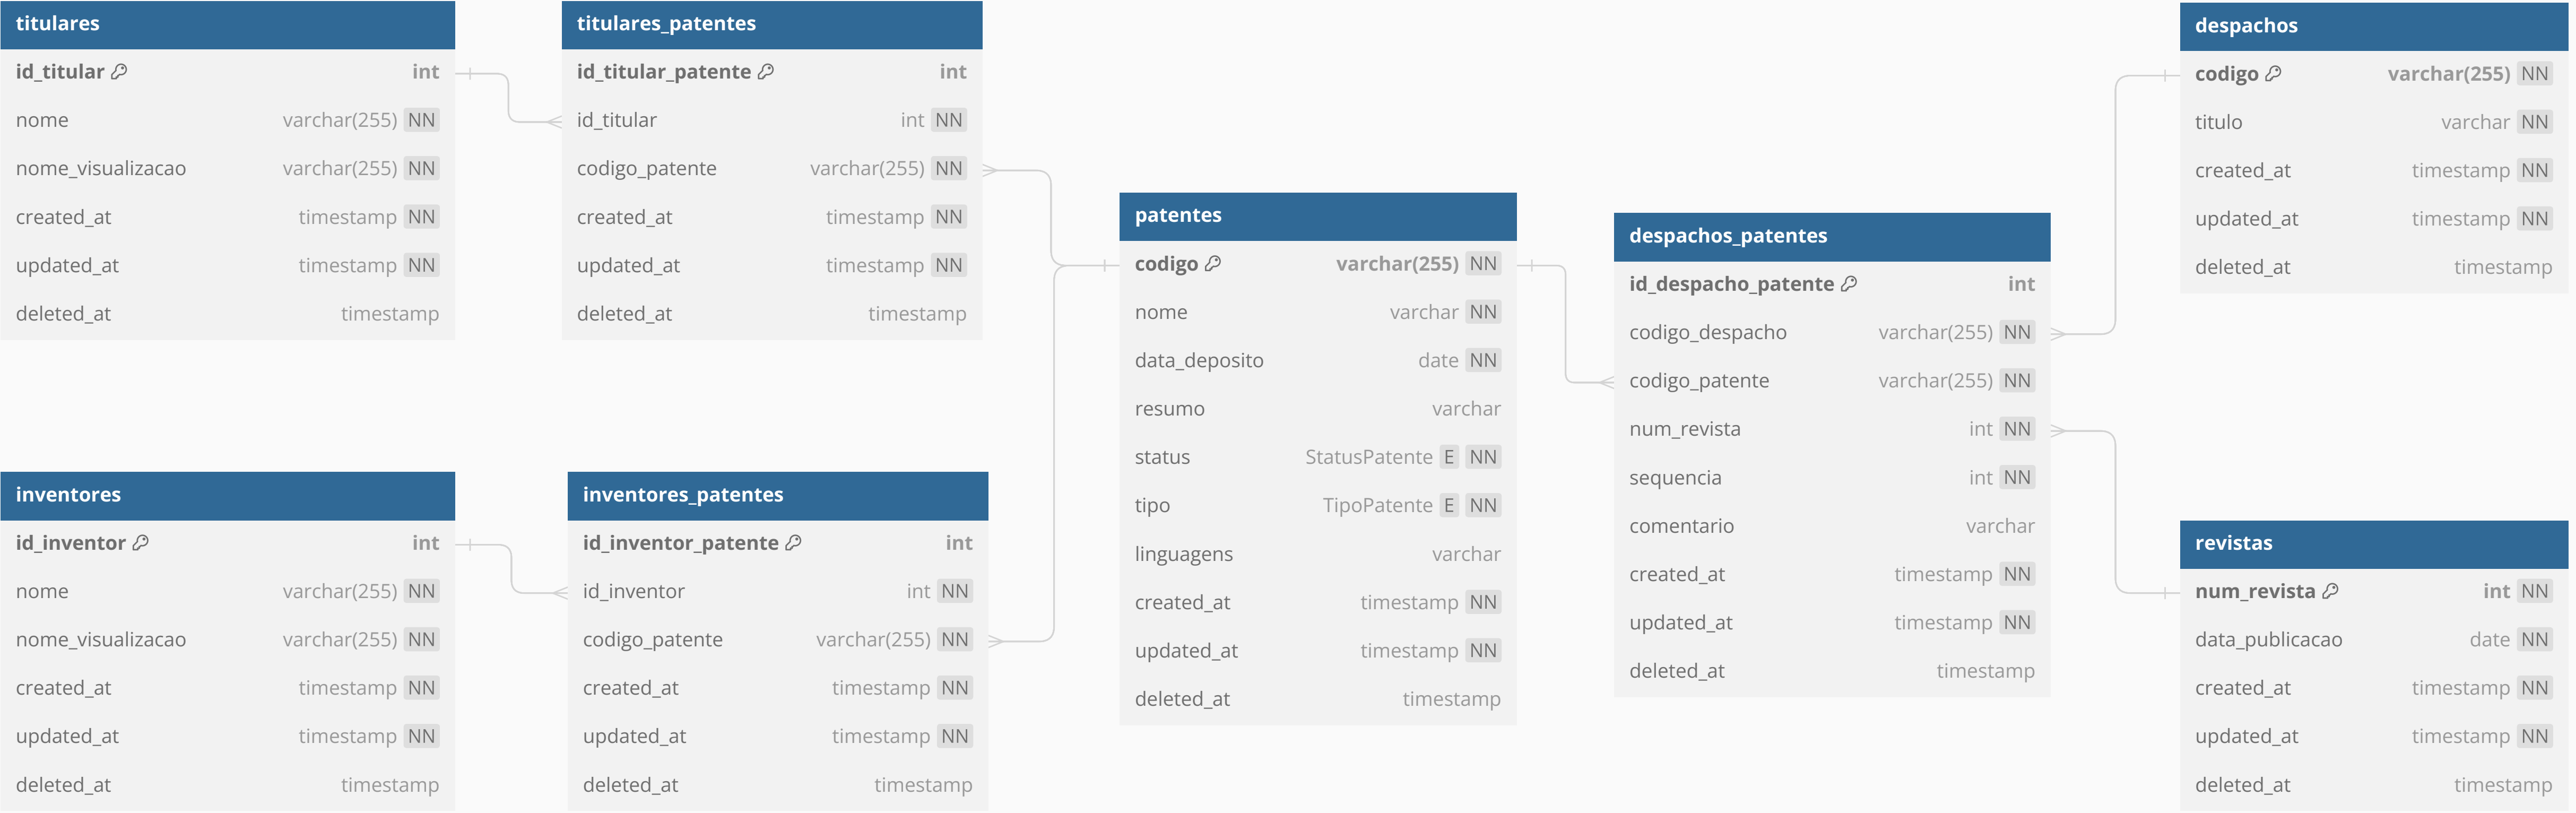 titulares
id_titular int
nome varchar(255) NN
nome_visualizacao varchar(255) NN
created_at timestamp NN
updated_at timestamp NN
deleted_at timestamp
titulares_patentes
id_titular_patente int
id_titular int NN
codigo_patente varchar(255) NN
created_at timestamp NN
updated_at timestamp NN
deleted_at timestamp
inventores
id_inventor int
nome varchar(255) NN
nome_visualizacao varchar(255) NN
created_at timestamp NN
updated_at timestamp NN
deleted_at timestamp
inventores_patentes
id_inventor_patente int
id_inventor int NN
codigo_patente varchar(255) NN
created_at timestamp NN
updated_at timestamp NN
deleted_at timestamp
patentes
codigo varchar(255) NN
nome varchar NN
data_deposito date NN
resumo varchar
status StatusPatente E NN
tipo TipoPatente E NN
linguagens varchar
created_at timestamp NN
updated_at timestamp NN
deleted_at timestamp
despachos_patentes
id_despacho_patente int
codigo_despacho varchar(255) NN
codigo_patente varchar(255) NN
num_revista int NN
sequencia int NN
comentario varchar
created_at timestamp NN
updated_at timestamp NN
deleted_at timestamp
despachos
codigo varchar(255) NN
titulo varchar NN
created_at timestamp NN
updated_at timestamp NN
deleted_at timestamp
revistas
num_revista int NN
data_publicacao date NN
created_at timestamp NN
updated_at timestamp NN
deleted_at timestamp